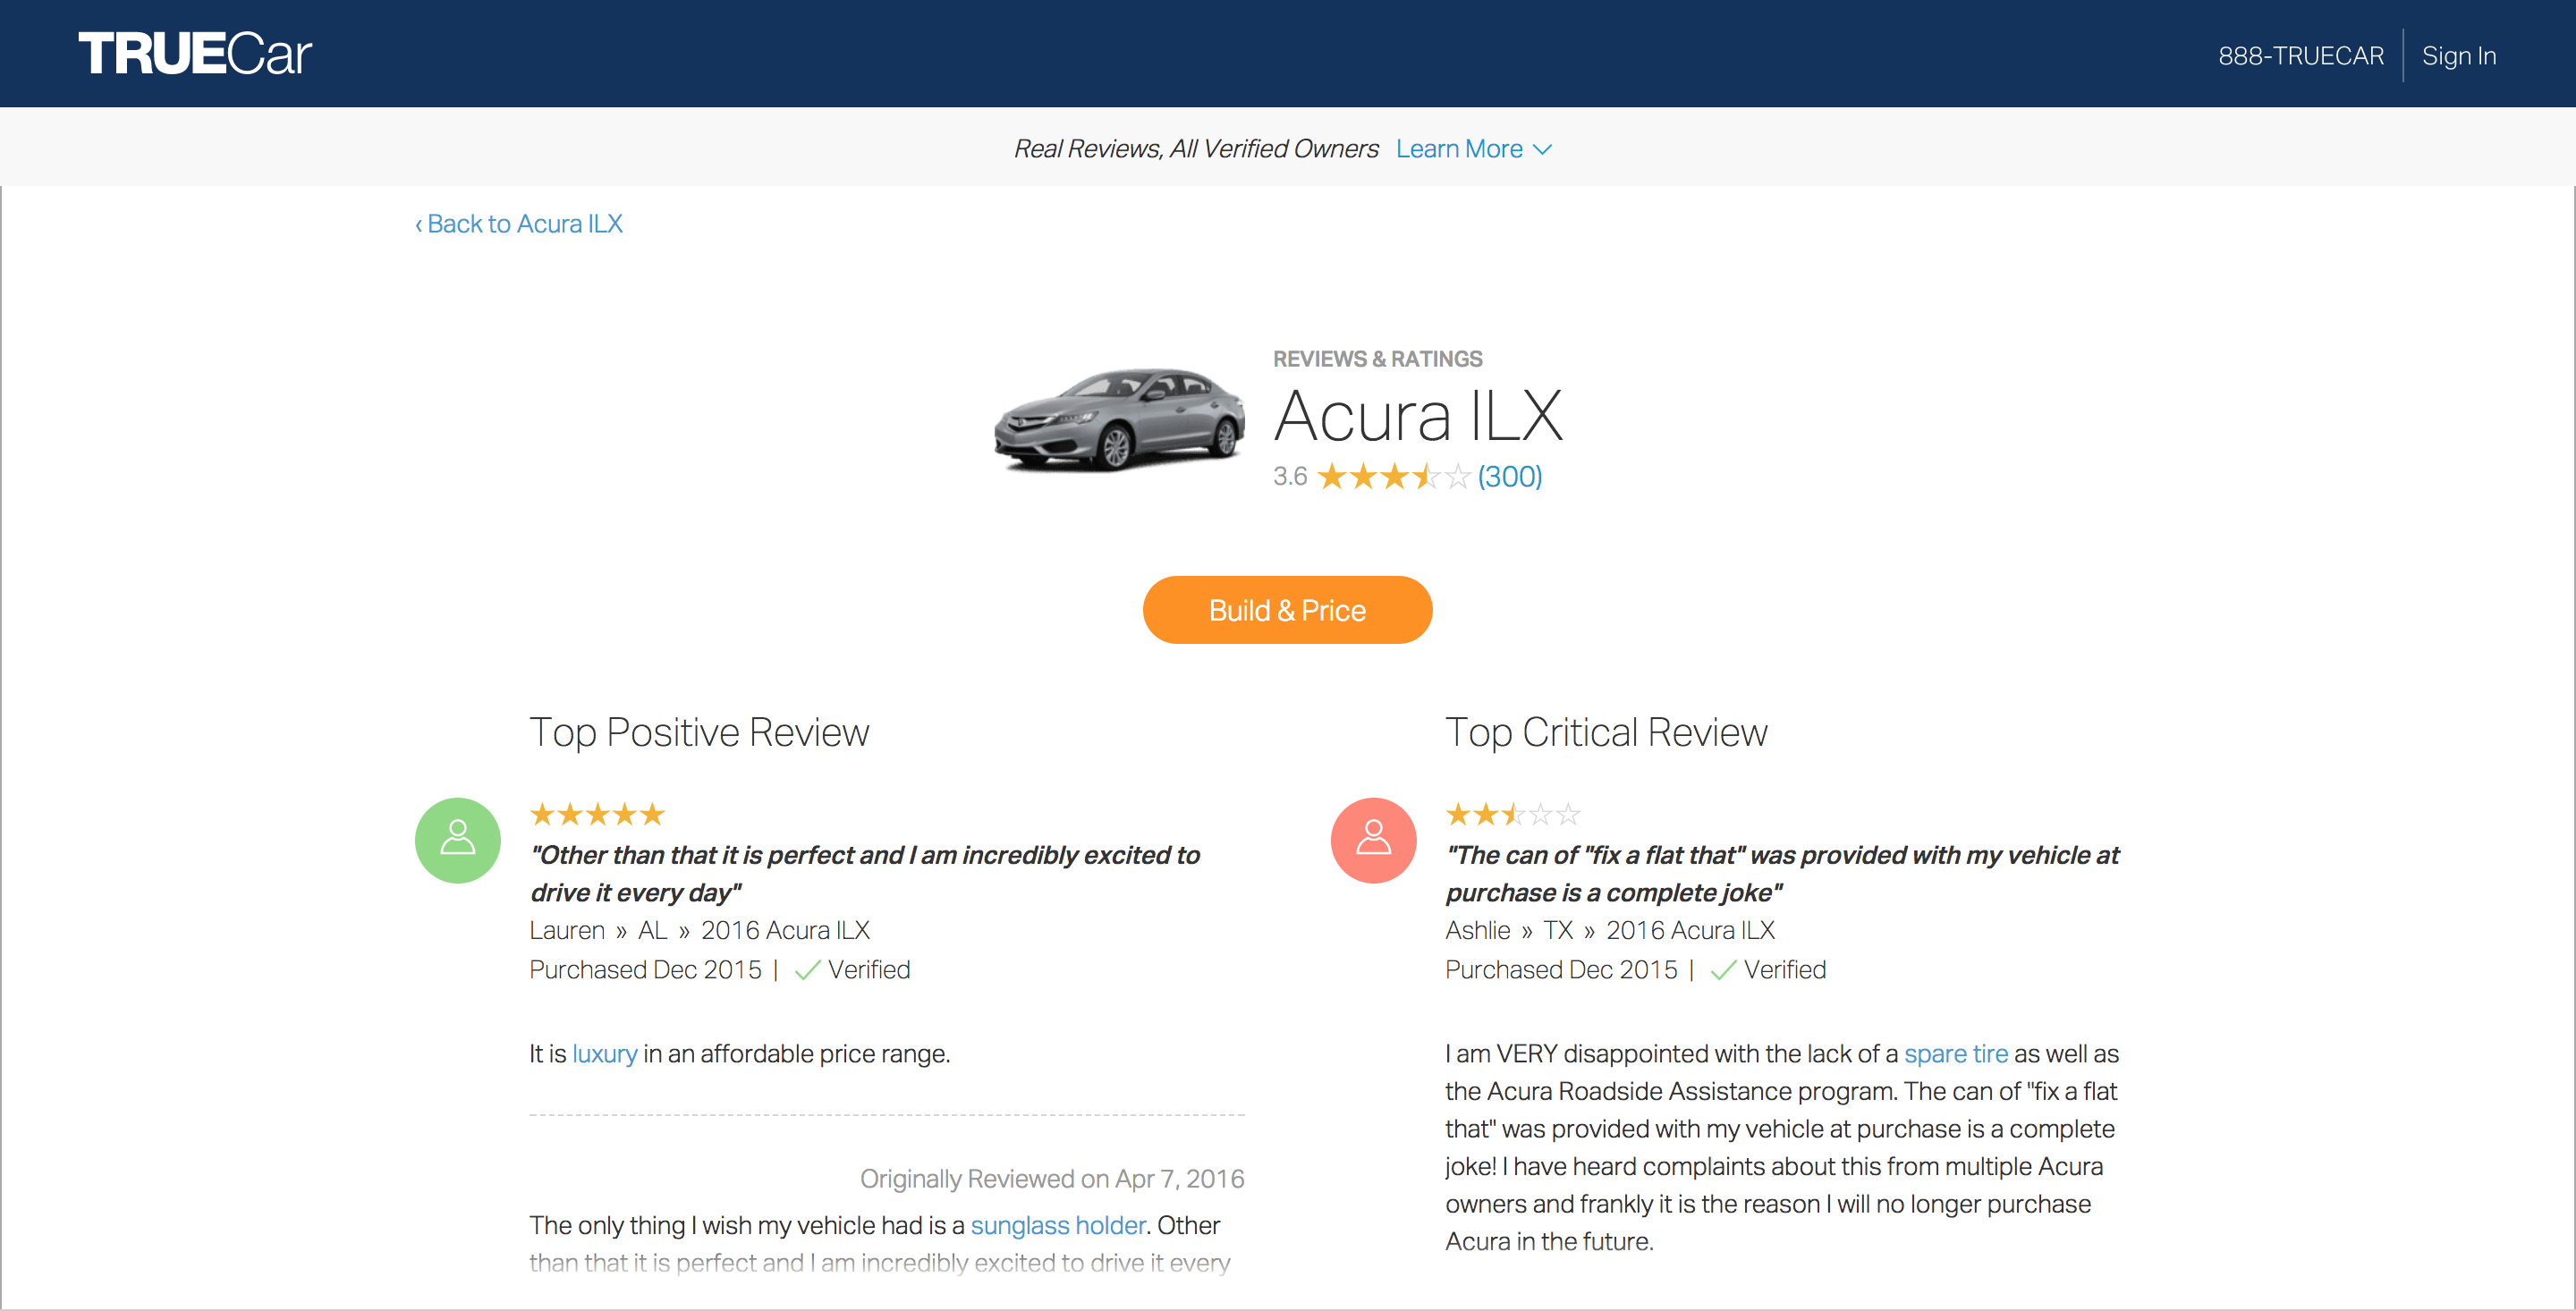 TRUECar
888-TRUECAR
Sign In
Real Reviews, All Verified Owners Learn More
‹ Back to Acura ILX
REVIEWS & RATINGS
Acura ILX
3.6 (300)
Build & Price
Top Positive Review
"Other than that it is perfect and I am incredibly excited to
drive it every day"
Lauren » AL » 2016 Acura ILX
Purchased Dec 2015 | Verified
It is luxury in an affordable price range.
Originally Reviewed on Apr 7, 2016
The only thing I wish my vehicle had is a sunglass holder. Other
than that it is perfect and I am incredibly excited to drive it every
Top Critical Review
"The can of "fix a flat that" was provided with my vehicle at
purchase is a complete joke"
Ashlie » TX » 2016 Acura ILX
Purchased Dec 2015 | Verified
I am VERY disappointed with the lack of a spare tire as well as
the Acura Roadside Assistance program. The can of "fix a flat
that" was provided with my vehicle at purchase is a complete
joke! I have heard complaints about this from multiple Acura
owners and frankly it is the reason I will no longer purchase
Acura in the future.